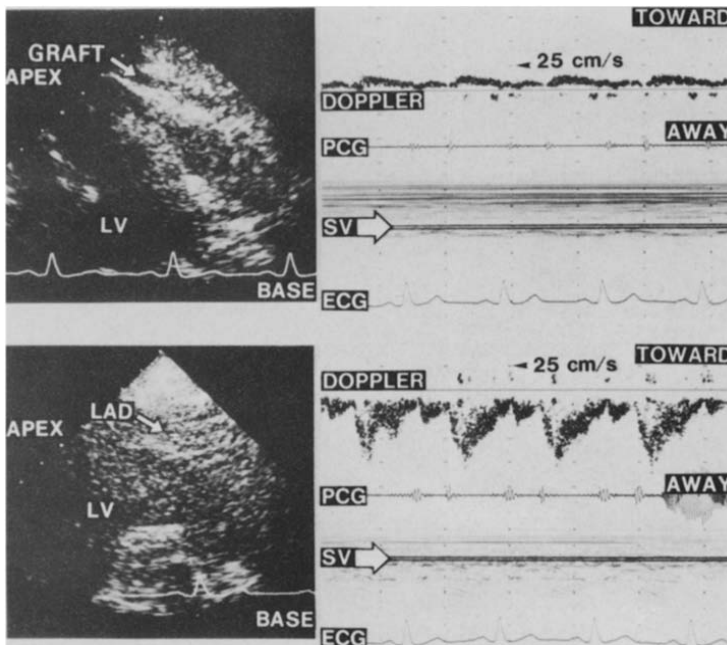 GRAFT
APEX
LV
BASE
TOWARD
25 cm/s
DOPPLER
AWAY
PCG
SV
ECG
LAD
APEX
LV
BASE
TOWARD
25 cm/s
DOPPLER
AWAY
PCG
SV
ECG